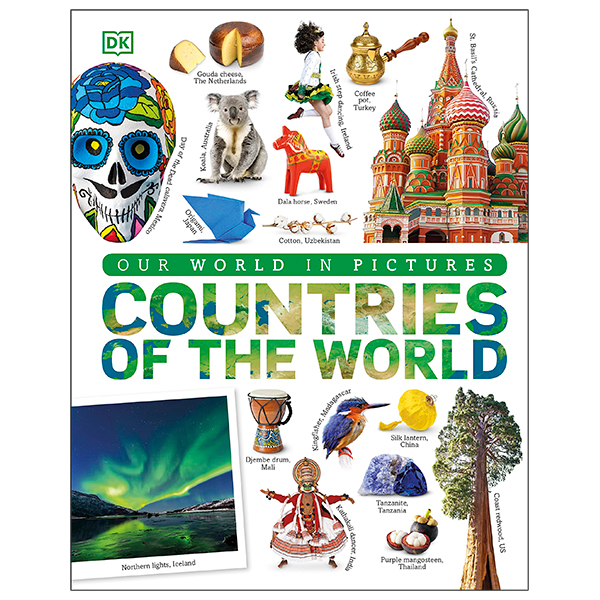 DK
Gouda cheese,
The Netherlands
Irish step dancing, Ireland
Coffee
pot,
Turkey
St. Basil's Cathedral, Russia
Day of the Dead calavera, Mexico
Koala, Australia
Dala horse, Sweden
Origami,
Japan
Cotton, Uzbekistan
OUR WORLD IN PICTURES
COUNTRIES
OF THE WORLD
Djembe drum,
Mali
Kingfisher, Madagascar
Silk lantern,
China
Tanzanite,
Tanzania
Coast redwood, US
Kathakali dancer, India
Purple mangosteen,
Thailand
Northern lights, Iceland